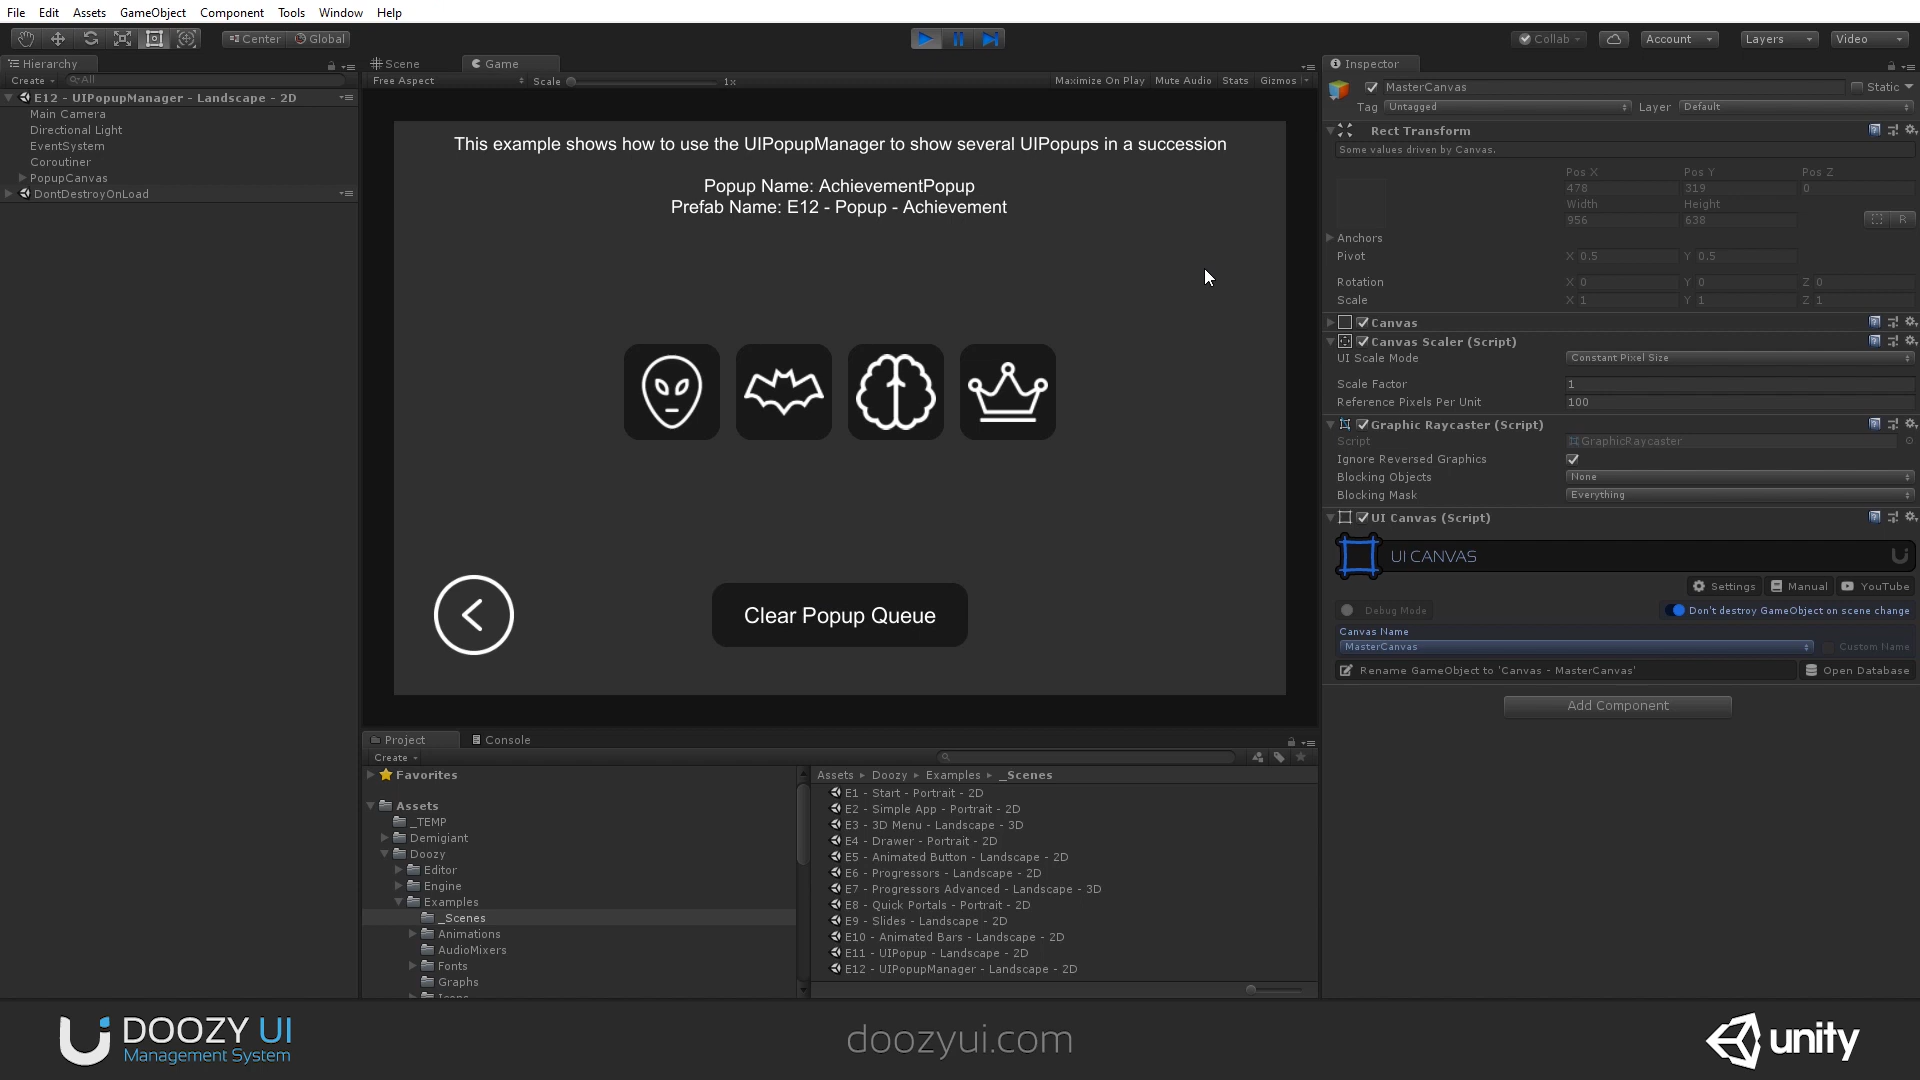 File Edit Assets GameObject Component Tools Window Help
Center Global
Collab Account Layers Video
Hierarchy
Create All
E12 - UIPopupManager - Landscape - 2D
Main Camera
Directional Light
EventSystem
Coroutiner
PopupCanvas
DontDestroyOnLoad
Scene Game
Free Aspect Scale 1x Maximize On Play Mute Audio Stats Gizmos
This example shows how to use the UIPopupManager to show several UIPopups in a succession
Popup Name: AchievementPopup
Prefab Name: E12 - Popup - Achievement
Clear Popup Queue
Project Console
Create
Favorites
Assets
_TEMP
Demigiant
Doozy
Editor
Engine
Examples
_Scenes
Animations
AudioMixers
Fonts
Graphs
Icons
Assets Doozy Examples _Scenes
E1 - Start - Portrait - 2D
E2 - Simple App - Portrait - 2D
E3 - 3D Menu - Landscape - 3D
E4 - Drawer - Portrait - 2D
E5 - Animated Button - Landscape - 2D
E6 - Progressors - Landscape - 2D
E7 - Progressors Advanced - Landscape - 3D
E8 - Quick Portals - Portrait - 2D
E9 - Slides - Landscape - 2D
E10 - Animated Bars - Landscape - 2D
E11 - UIPopup - Landscape - 2D
E12 - UIPopupManager - Landscape - 2D
Inspector
MasterCanvas Static
Tag Untagged Layer Default
Rect Transform
Some values driven by Canvas.
Pos X Pos Y Pos Z
478 319 0
Width Height
956 638 R
Anchors
Pivot X 0.5 Y 0.5
Rotation X 0 Y 0 Z 0
Scale X 1 Y 1 Z 1
Canvas
Canvas Scaler (Script)
UI Scale Mode Constant Pixel Size
Scale Factor 1
Reference Pixels Per Unit 100
Graphic Raycaster (Script)
Script GraphicRaycaster
Ignore Reversed Graphics
Blocking Objects None
Blocking Mask Everything
UI Canvas (Script)
UI CANVAS
Settings Manual YouTube
Debug Mode Don't destroy GameObject on scene change
Canvas Name
MasterCanvas Custom Name
Rename GameObject to 'Canvas - MasterCanvas' Open Database
Add Component
DOOZY UI
Management System
doozyui.com
unity